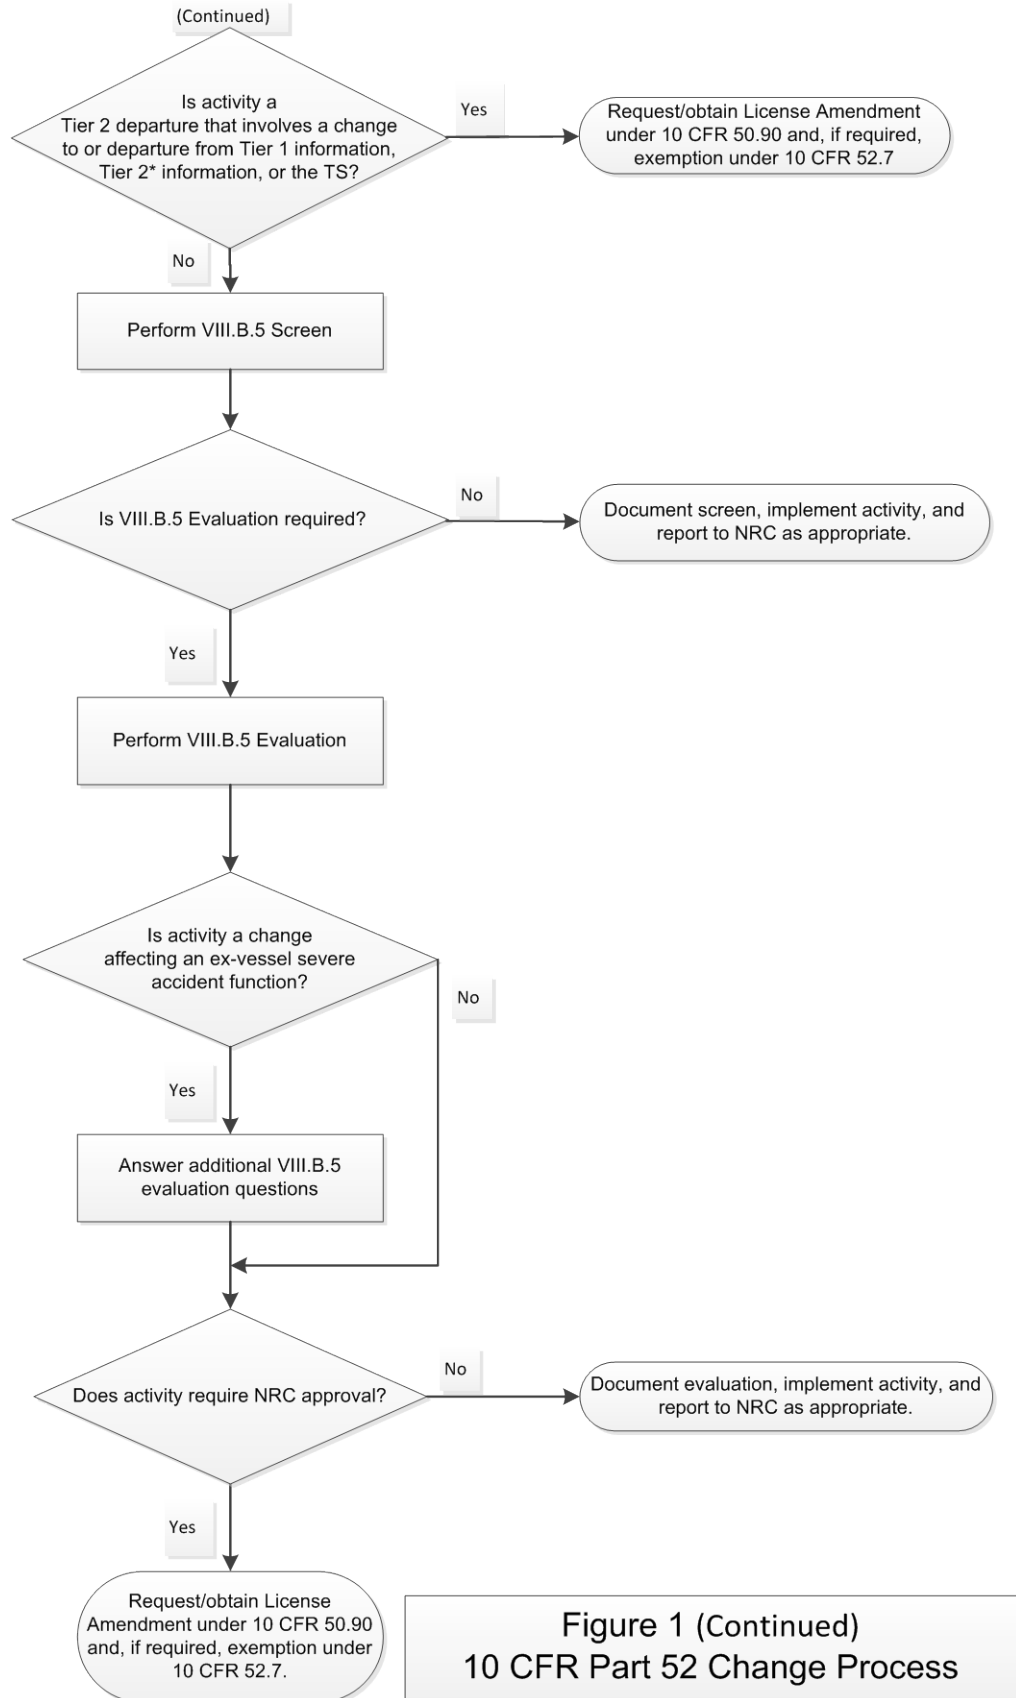 (Continued)
Is activity a
Tier 2 departure that involves a change
to or departure from Tier 1 information,
Tier 2* information, or the TS?
Yes
Request/obtain License Amendment
under 10 CFR 50.90 and, if required,
exemption under 10 CFR 52.7
No
Perform VIII.B.5 Screen
Is VIII.B.5 Evaluation required?
No
Document screen, implement activity, and
report to NRC as appropriate.
Yes
Perform VIII.B.5 Evaluation
Is activity a change
affecting an ex-vessel severe
accident function?
No
Yes
Answer additional VIII.B.5
evaluation questions
Does activity require NRC approval?
No
Document evaluation, implement activity, and
report to NRC as appropriate.
Yes
Request/obtain License
Amendment under 10 CFR 50.90
and, if required, exemption under
10 CFR 52.7.
Figure 1 (Continued)
10 CFR Part 52 Change Process